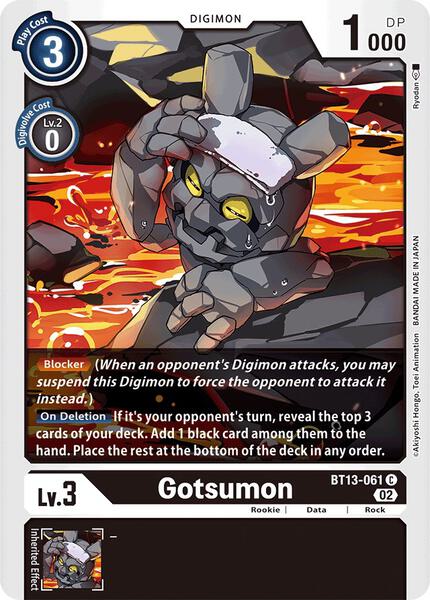 Play Cost
3
DIGIMON
1000
DP
Digivolve Cost
Lv.2
0
Ryodan
©Akiyoshi Hongo, Toei Animation BANDAI MADE IN JAPAN
Blocker (When an opponent's Digimon attacks, you may
suspend this Digimon to force the opponent to attack it
instead.)
On Deletion If it's your opponent's turn, reveal the top 3
cards of your deck. Add 1 black card among them to the
hand. Place the rest at the bottom of the deck in any order.
Lv.3
Gotsumon
BT13-061 C
02
Rookie | Data | Rock
Inherited Effect
–